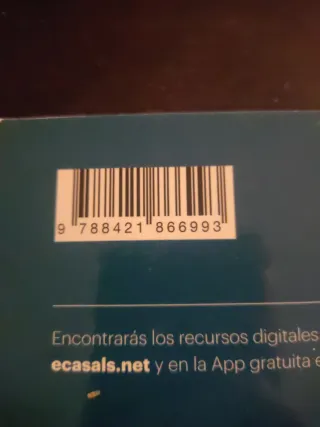 9 788421 866993
Encontrarás los recursos digitales
ecasals.net y en la App gratuita e